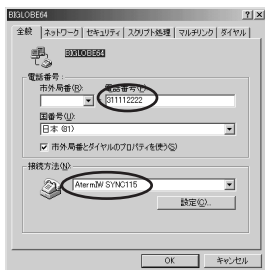 BIGLOBE64
全般 ネットワーク セキュリティ スクリプト処理 マルチリンク ダイヤル
BIGLOBE64
電話番号:
市外局番(R): 電話番号(P):
311112222
国番号(U):
日本 (81)
市外局番とダイヤルのプロパティを使う(S)
接続方法(N):
AtermIW SYNC115
設定(C)...
OK キャンセル